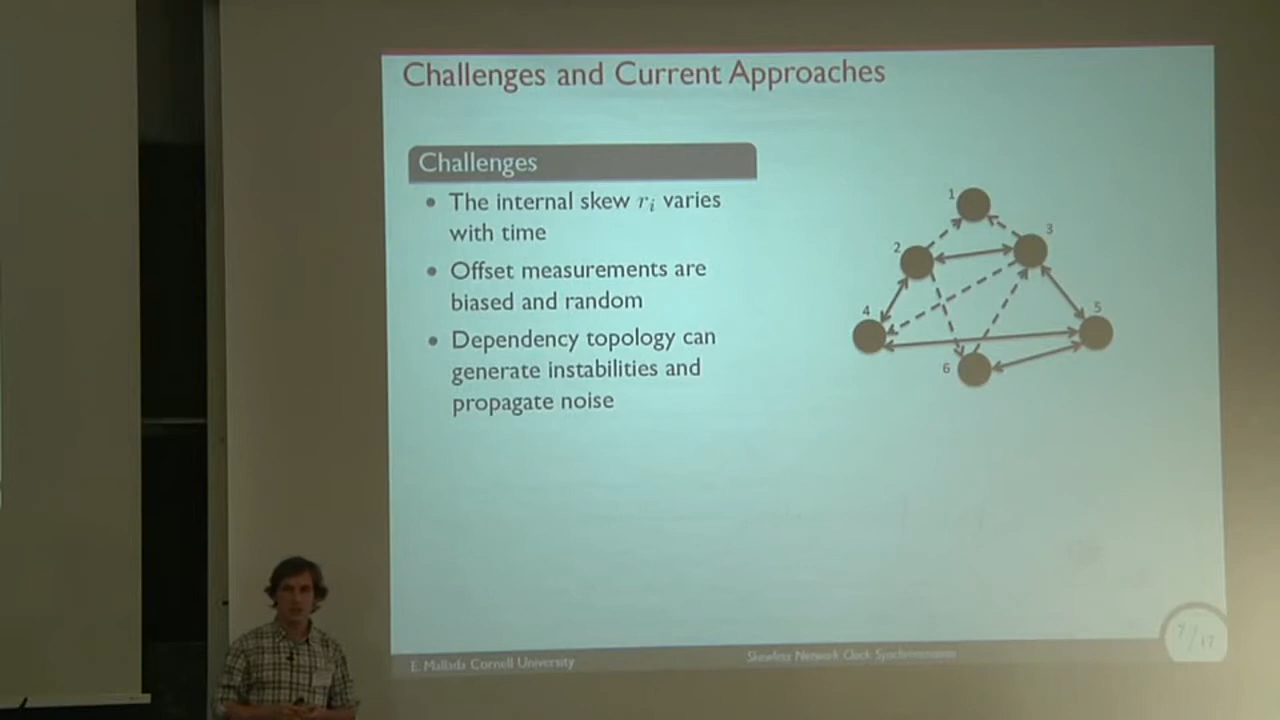 Challenges and Current Approaches
Challenges
• The internal skew rᵢ varies
with time
• Offset measurements are
biased and random
• Dependency topology can
generate instabilities and
propagate noise
1
2
3
4
5
6
E. Mallada Cornell University
Skewless Network Clock Synchronization
7/17